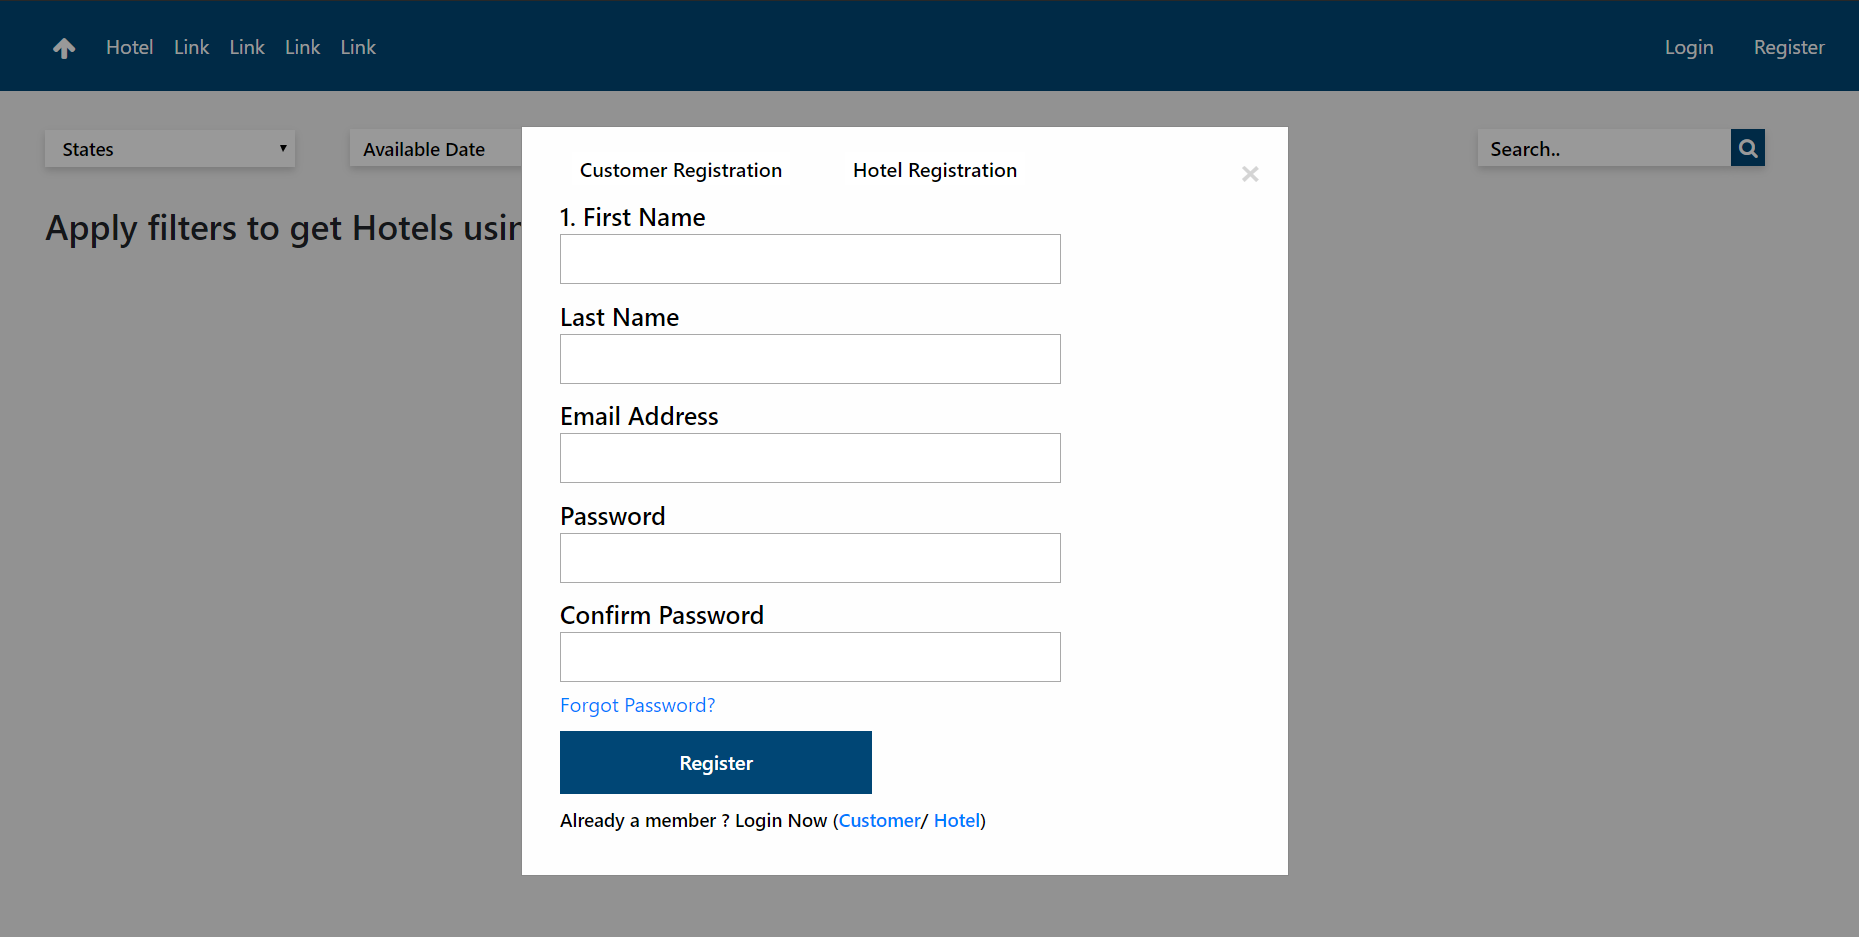 Hotel Link Link Link Link Login Register
States Available Date Search..
Apply filters to get Hotels
Customer Registration Hotel Registration ×
1. First Name
Last Name
Email Address
Password
Confirm Password
Forgot Password?
Register
Already a member ? Login Now (Customer/ Hotel)